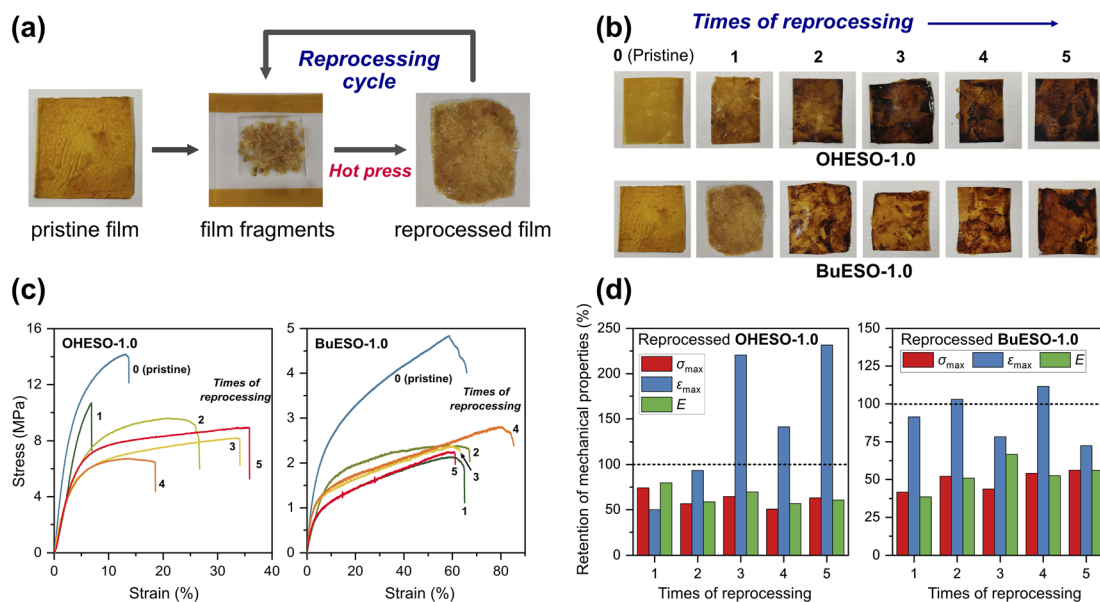 (a)
Reprocessing
cycle
Hot press
pristine film
film fragments
reprocessed film
(b)
Times of reprocessing
0 (Pristine) 1 2 3 4 5
OHESO-1.0
BuESO-1.0
(c)
Stress (MPa)
16
12
8
4
0
OHESO-1.0
0 (pristine)
Times of
reprocessing
1
2
3
4
5
0 10 20 30 40
Strain (%)
5
4
3
2
1
0
BuESO-1.0
0 (pristine)
Times of
reprocessing
4
2
3
5
1
0 20 40 60 80
Strain (%)
(d)
Retention of mechanical properties (%)
250
200
150
100
50
0
Reprocessed OHESO-1.0
σmax
εmax
E
1 2 3 4 5
Times of reprocessing
150
125
100
75
50
25
0
Reprocessed BuESO-1.0
σmax εmax E
1 2 3 4 5
Times of reprocessing